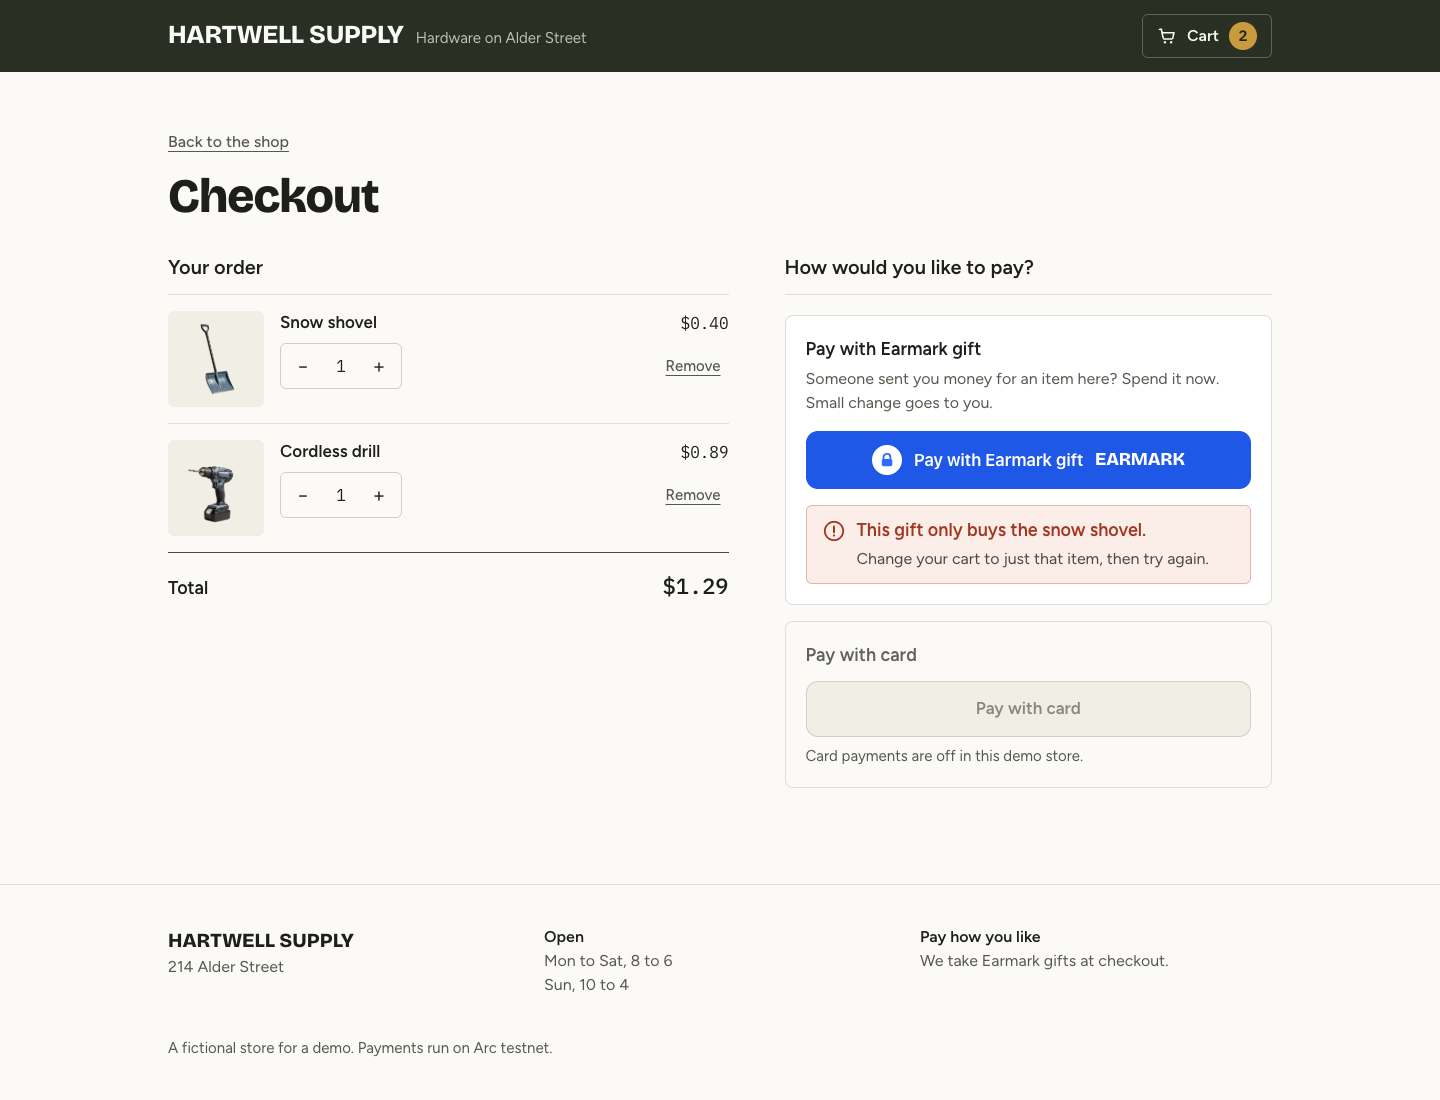 HARTWELL SUPPLY Hardware on Alder Street
Cart 2
Back to the shop
Checkout
Your order
Snow shovel $0.40
− 1 + Remove
Cordless drill $0.89
− 1 + Remove
Total $1.29
How would you like to pay?
Pay with Earmark gift
Someone sent you money for an item here? Spend it now.
Small change goes to you.
Pay with Earmark gift EARMARK
This gift only buys the snow shovel.
Change your cart to just that item, then try again.
Pay with card
Pay with card
Card payments are off in this demo store.
HARTWELL SUPPLY
214 Alder Street
Open
Mon to Sat, 8 to 6
Sun, 10 to 4
Pay how you like
We take Earmark gifts at checkout.
A fictional store for a demo. Payments run on Arc testnet.